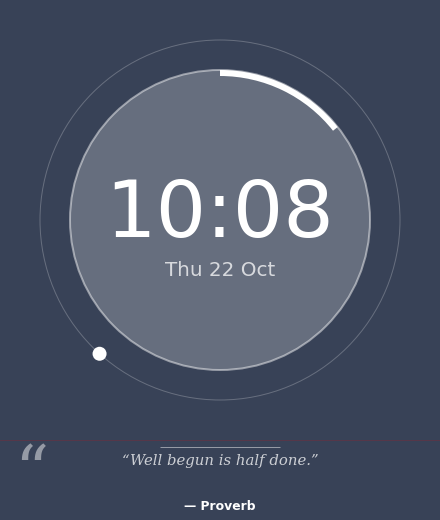 10:08
Thu 22 Oct
“
“Well begun is half done.”
— Proverb